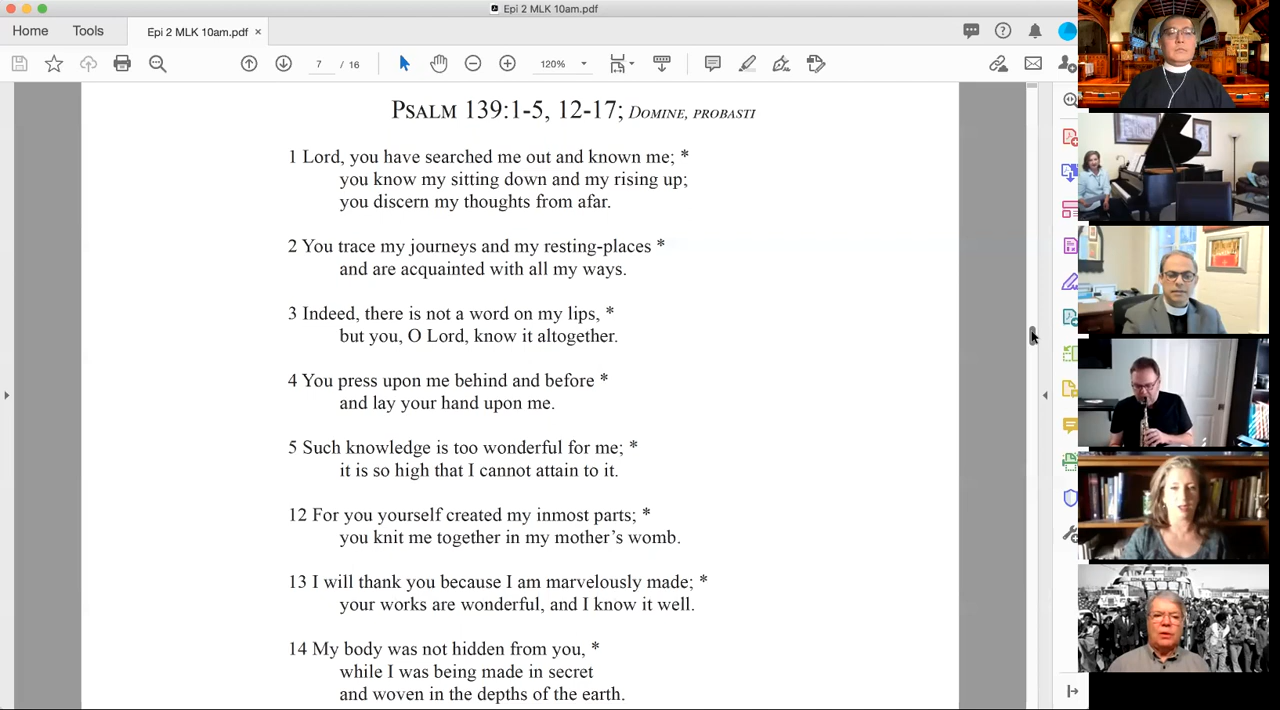 Epi 2 MLK 10am.pdf
Home Tools Epi 2 MLK 10am.pdf ×
7 / 16 120%
PSALM 139:1-5, 12-17; DOMINE, PROBASTI
1 Lord, you have searched me out and known me; *
you know my sitting down and my rising up;
you discern my thoughts from afar.
2 You trace my journeys and my resting-places *
and are acquainted with all my ways.
3 Indeed, there is not a word on my lips, *
but you, O Lord, know it altogether.
4 You press upon me behind and before *
and lay your hand upon me.
5 Such knowledge is too wonderful for me; *
it is so high that I cannot attain to it.
12 For you yourself created my inmost parts; *
you knit me together in my mother’s womb.
13 I will thank you because I am marvelously made; *
your works are wonderful, and I know it well.
14 My body was not hidden from you, *
while I was being made in secret
and woven in the depths of the earth.